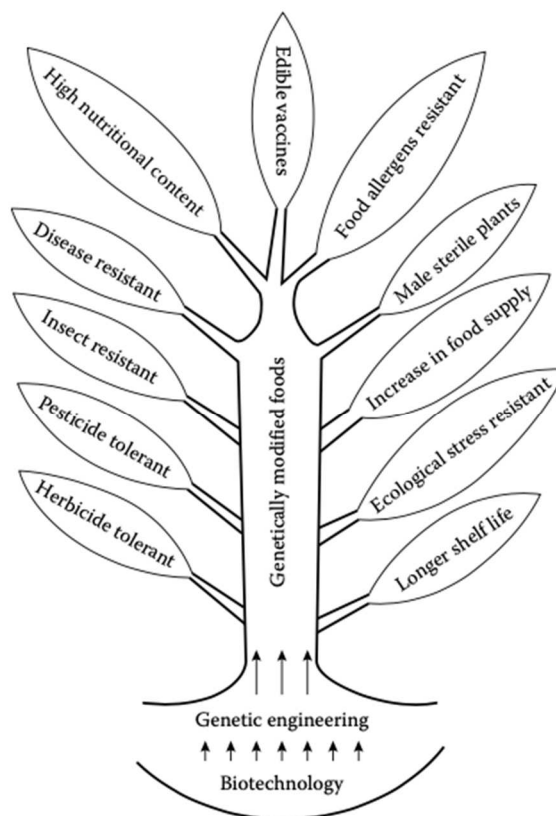 Edible vaccines
High nutritional content
Food allergens resistant
Disease resistant
Male sterile plants
Insect resistant
Increase in food supply
Pesticide tolerant
Ecological stress resistant
Herbicide tolerant
Longer shelf life
Genetically modified foods
Genetic engineering
Biotechnology